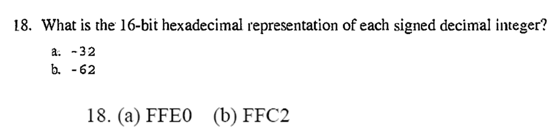 18. What is the 16-bit hexadecimal representation of each signed decimal integer?
a. -32
b. -62
18. (a) FFE0 (b) FFC2